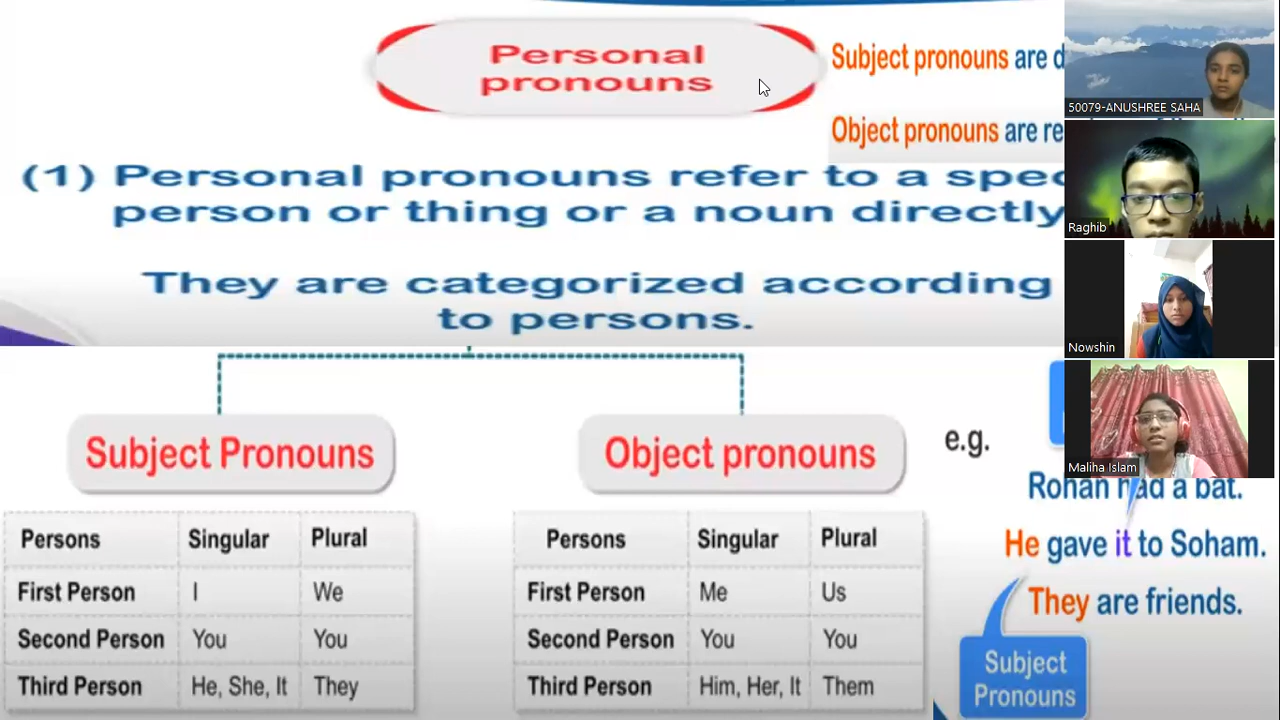 Personal
pronouns
Subject pronouns are d
Object pronouns are re
(1) Personal pronouns refer to a spec
person or thing or a noun directly
They are categorized according
to persons.
Subject Pronouns
Persons Singular Plural
First Person I We
Second Person You You
Third Person He, She, It They
Object pronouns
Persons Singular Plural
First Person Me Us
Second Person You You
Third Person Him, Her, It Them
e.g.
Rohan had a bat.
He gave it to Soham.
They are friends.
Subject
Pronouns
50079-ANUSHREE SAHA
Raghib
Nowshin
Maliha Islam